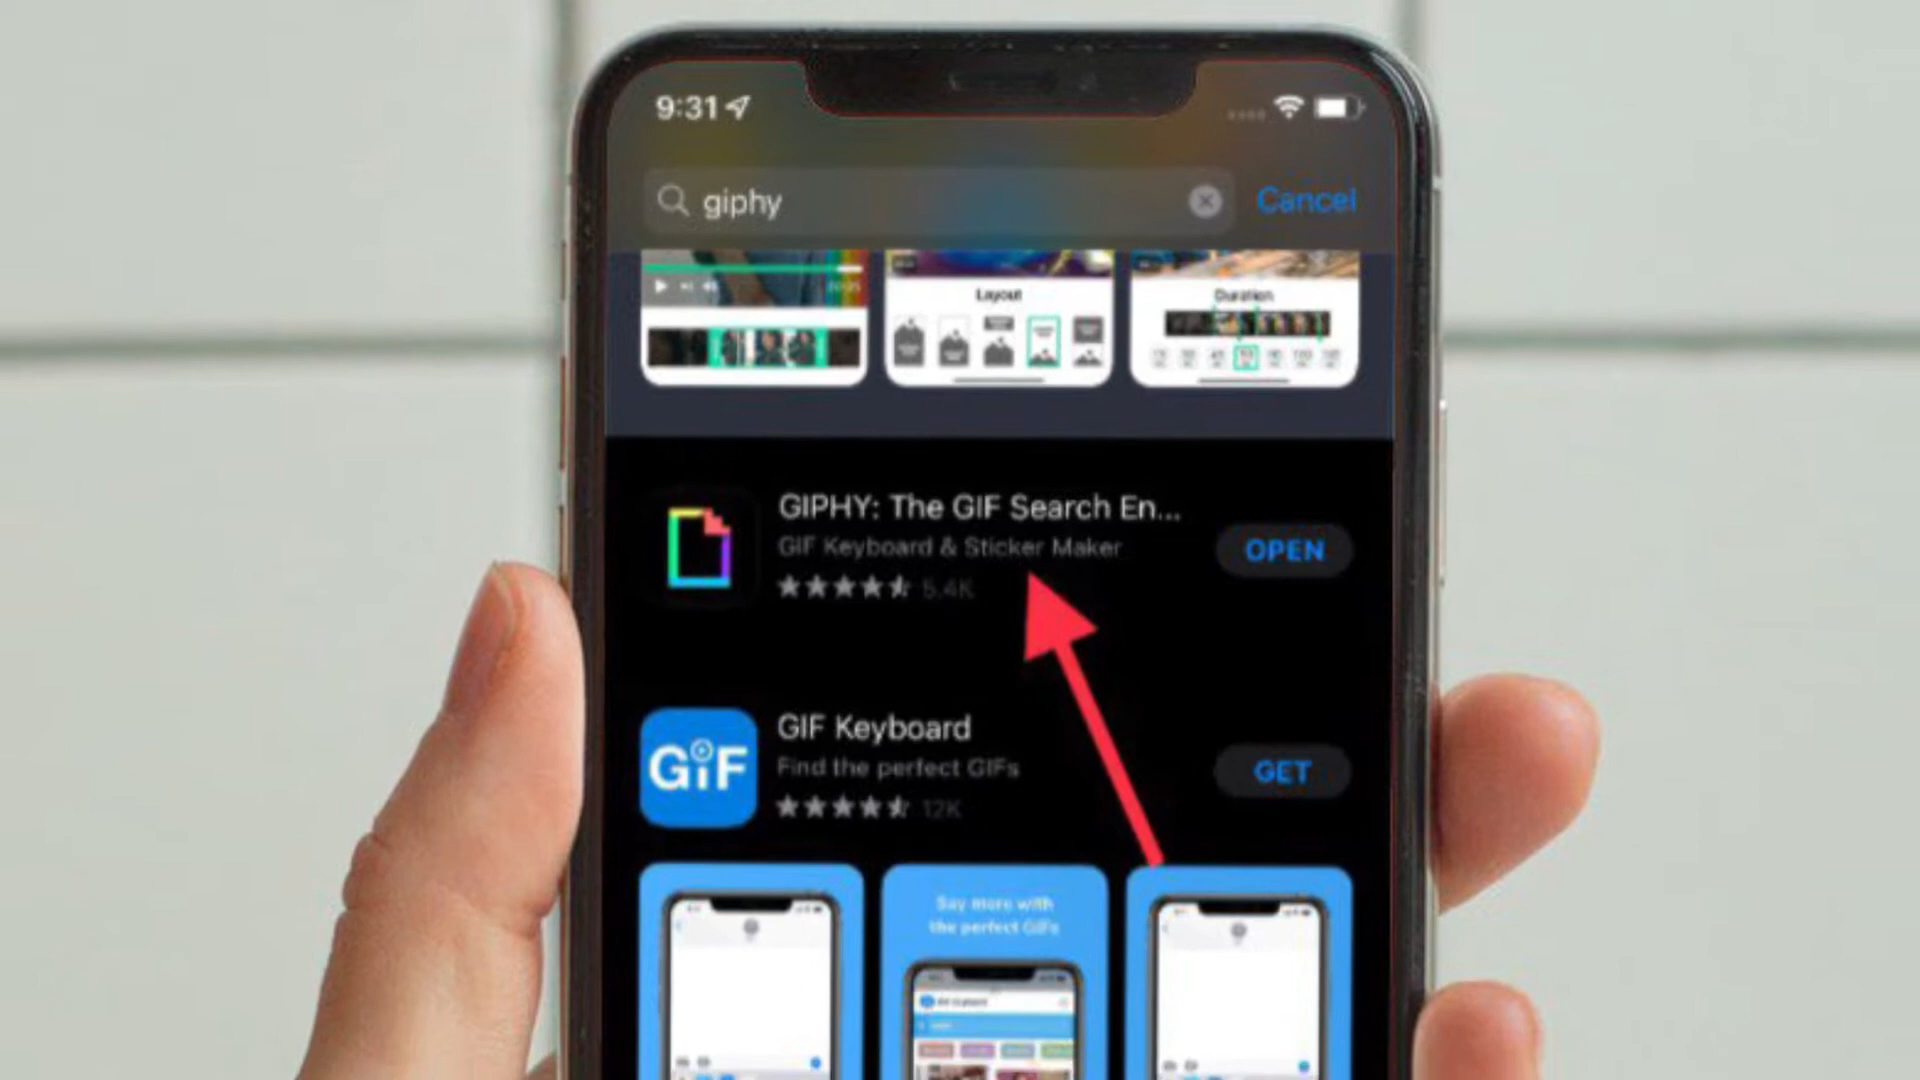 9:31
giphy
Cancel
Layout
Duration
GIPHY: The GIF Search En...
GIF Keyboard & Sticker Maker
5.4K
OPEN
GiF
GIF Keyboard
Find the perfect GIFs
12K
GET
Say more with
the perfect GIFs